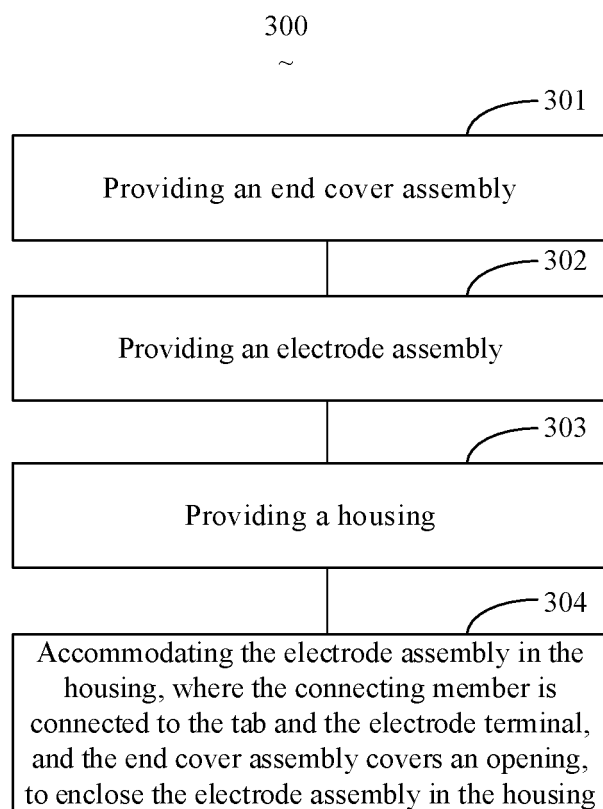 300
~
301
Providing an end cover assembly
302
Providing an electrode assembly
303
Providing a housing
304
Accommodating the electrode assembly in the
housing, where the connecting member is
connected to the tab and the electrode terminal,
and the end cover assembly covers an opening,
to enclose the electrode assembly in the housing